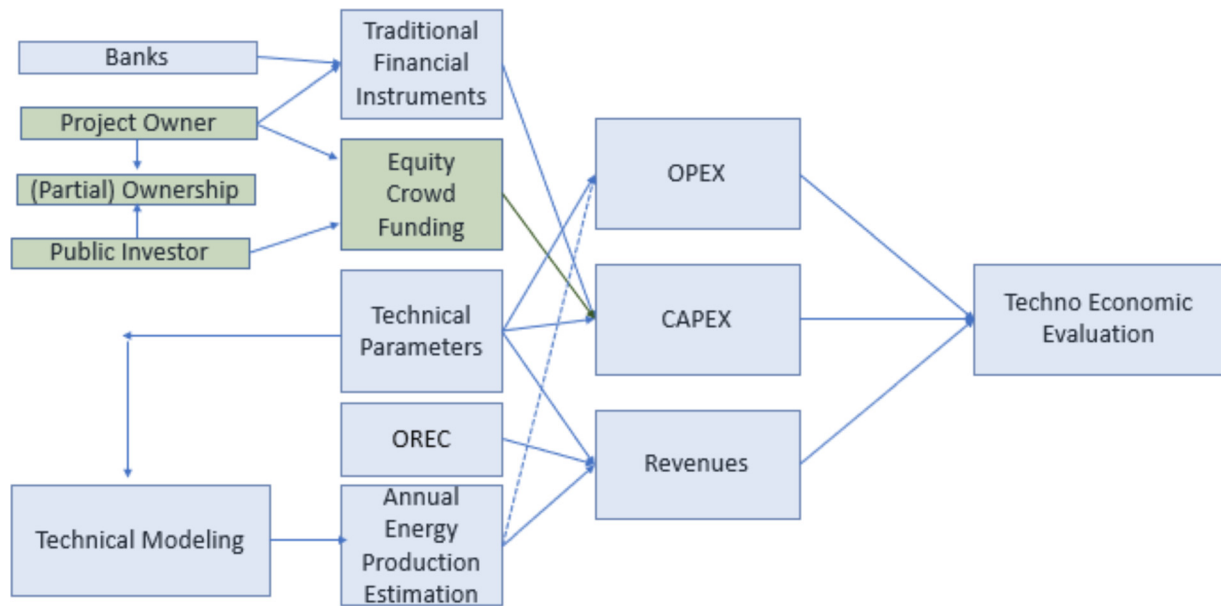 Banks
Project Owner
(Partial) Ownership
Public Investor
Traditional
Financial
Instruments
Equity
Crowd
Funding
Technical
Parameters
OREC
Annual
Energy
Production
Estimation
Technical Modeling
OPEX
CAPEX
Revenues
Techno Economic
Evaluation